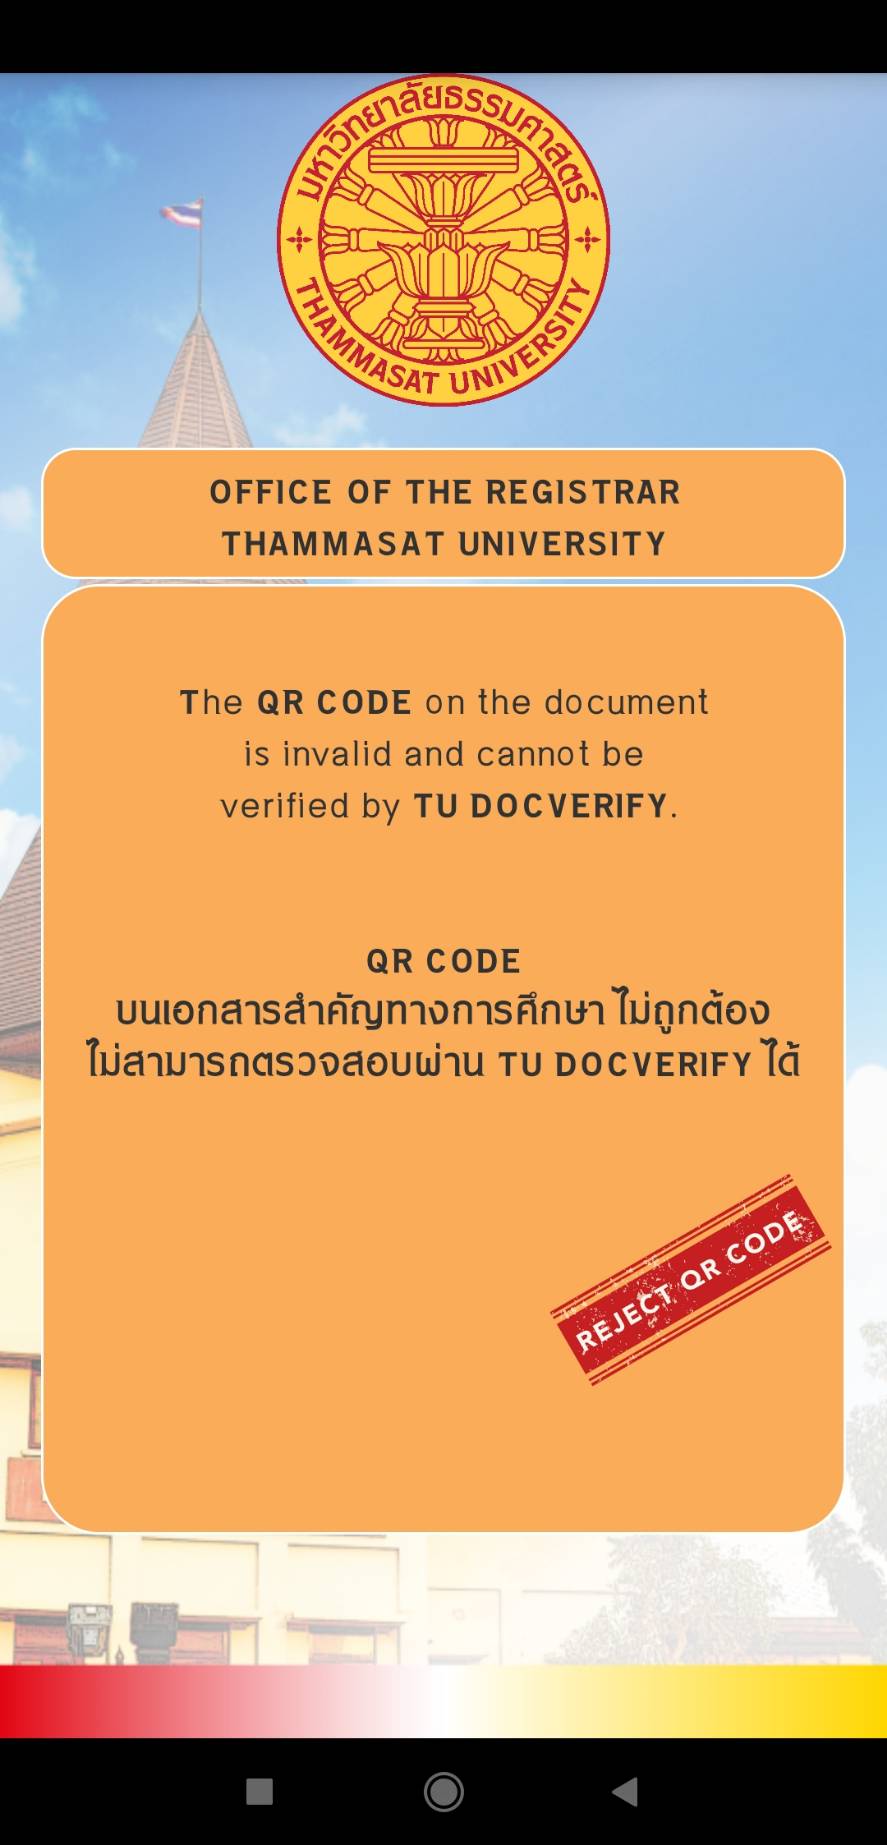 มหาวิทยาลัยธรรมศาสตร์
THAMMASAT UNIVERSITY
OFFICE OF THE REGISTRAR
THAMMASAT UNIVERSITY
The QR CODE on the document
is invalid and cannot be
verified by TU DOCVERIFY.
QR CODE
บนเอกสารสำคัญทางการศึกษา ไม่ถูกต้อง
ไม่สามารถตรวจสอบผ่าน TU DOCVERIFY ได้
REJECT QR CODE